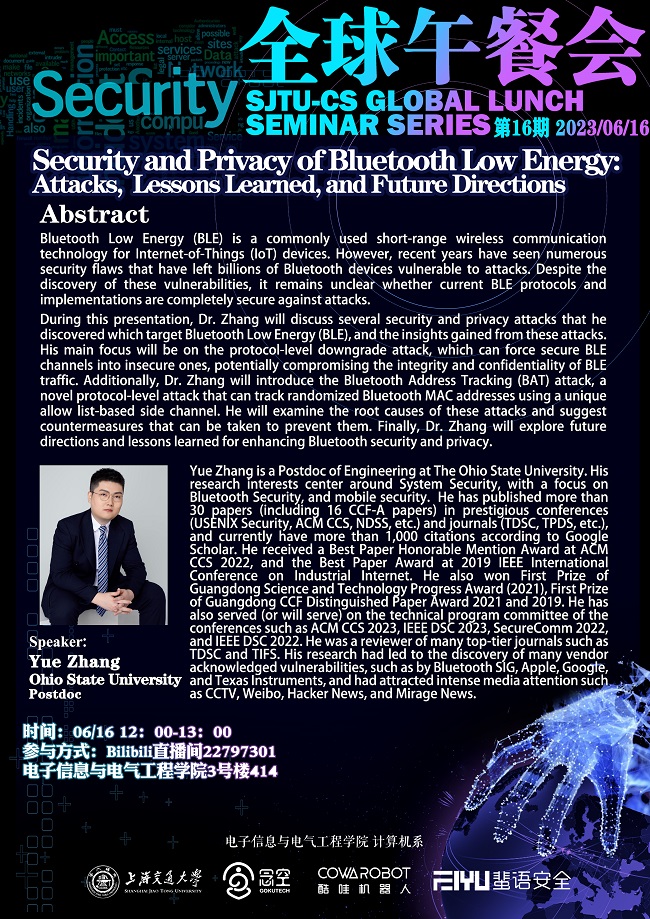 全球午餐会
Security
Access
important
services
possible
sites
Data
network
use
also
compu
system
SJTU-CS GLOBAL LUNCH
SEMINAR SERIES 第16期 2023/06/16
Security and Privacy of Bluetooth Low Energy:
Attacks, Lessons Learned, and Future Directions
Abstract
Bluetooth Low Energy (BLE) is a commonly used short-range wireless communication
technology for Internet-of-Things (IoT) devices. However, recent years have seen numerous
security flaws that have left billions of Bluetooth devices vulnerable to attacks. Despite the
discovery of these vulnerabilities, it remains unclear whether current BLE protocols and
implementations are completely secure against attacks.
During this presentation, Dr. Zhang will discuss several security and privacy attacks that he
discovered which target Bluetooth Low Energy (BLE), and the insights gained from these attacks.
His main focus will be on the protocol-level downgrade attack, which can force secure BLE
channels into insecure ones, potentially compromising the integrity and confidentiality of BLE
traffic. Additionally, Dr. Zhang will introduce the Bluetooth Address Tracking (BAT) attack, a
novel protocol-level attack that can track randomized Bluetooth MAC addresses using a unique
allow list-based side channel. He will examine the root causes of these attacks and suggest
countermeasures that can be taken to prevent them. Finally, Dr. Zhang will explore future
directions and lessons learned for enhancing Bluetooth security and privacy.
Yue Zhang is a Postdoc of Engineering at The Ohio State University. His
research interests center around System Security, with a focus on
Bluetooth Security, and mobile security. He has published more than
30 papers (including 16 CCF-A papers) in prestigious conferences
(USENIX Security, ACM CCS, NDSS, etc.) and journals (TDSC, TPDS, etc.),
and currently have more than 1,000 citations according to Google
Scholar. He received a Best Paper Honorable Mention Award at ACM
CCS 2022, and the Best Paper Award at 2019 IEEE International
Conference on Industrial Internet. He also won First Prize of
Guangdong Science and Technology Progress Award (2021), First Prize
of Guangdong CCF Distinguished Paper Award 2021 and 2019. He has
also served (or will serve) on the technical program committee of the
conferences such as ACM CCS 2023, IEEE DSC 2023, SecureComm 2022,
and IEEE DSC 2022. He was a reviewer of many top-tier journals such as
TDSC and TIFS. His research had led to the discovery of many vendor
acknowledged vulnerabilities, such as by Bluetooth SIG, Apple, Google,
and Texas Instruments, and had attracted intense media attention such
as CCTV, Weibo, Hacker News, and Mirage News.
Speaker:
Yue Zhang
Ohio State University
Postdoc
时间：06/16 12：00-13：00
参与方式：Bilibili直播间22797301
电子信息与电气工程学院3号楼414
电子信息与电气工程学院 计算机系
上海交通大学
SHANGHAI JIAO TONG UNIVERSITY
念空
GOKUTECH
COWAROBOT
酷哇机器人
FEIYU 蜚语安全